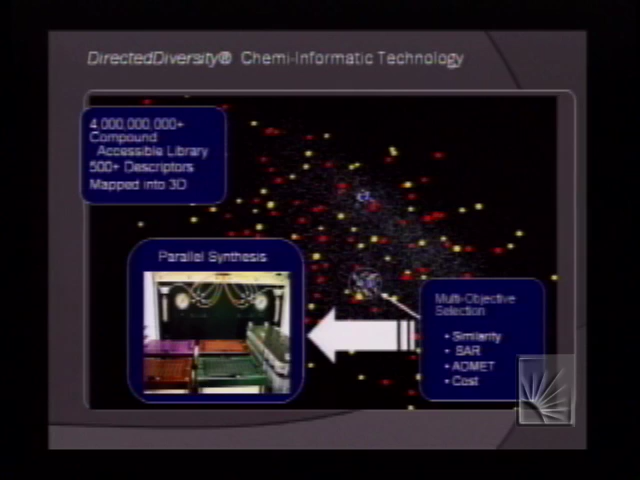 DirectedDiversity® Chemi-Informatic Technology
4,000,000,000+
Compound
Accessible Library
500+ Descriptors
Mapped into 3D
Parallel Synthesis
Multi-Objective
Selection
• Similarity
• SAR
• ADMET
• Cost